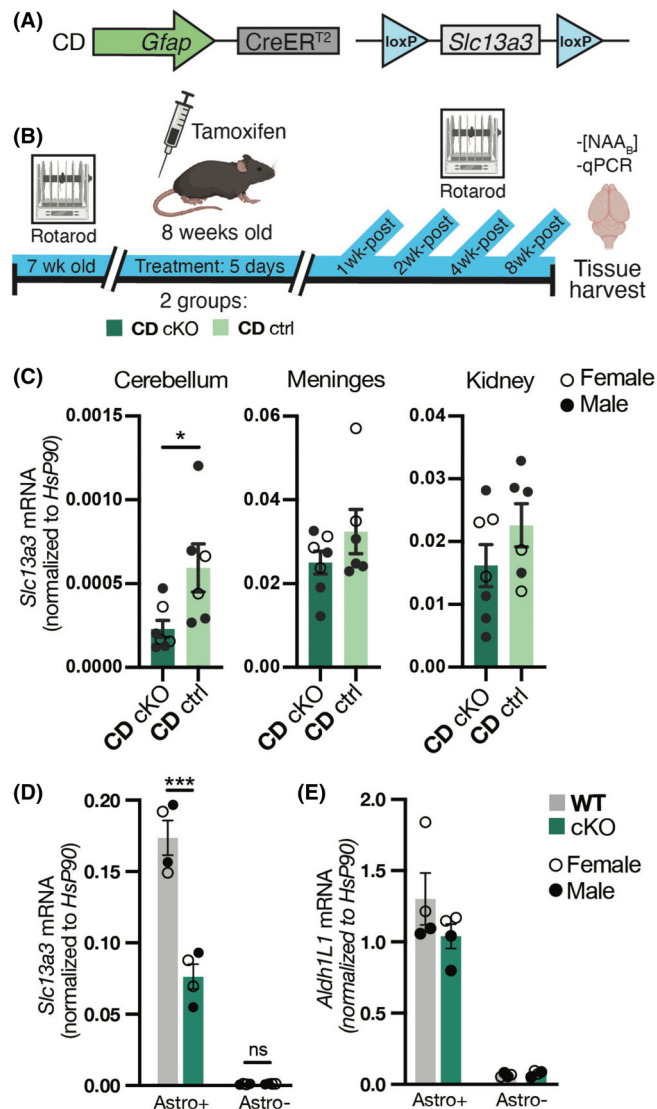 (A)
CD Gfap CreER^T2 loxP Slc13a3 loxP
(B)
Tamoxifen
Rotarod
8 weeks old
Rotarod
-[NAA_B]
-qPCR
7 wk old
Treatment: 5 days
1wk-post
2wk-post
4wk-post
8wk-post
Tissue
harvest
2 groups:
CD cKO CD ctrl
(C)
Cerebellum Meninges Kidney
Female
Male
Slc13a3 mRNA
(normalized to HsP90)
0.0015
0.0010
0.0005
0.0000
*
CD cKO
CD ctrl
0.06
0.04
0.02
0.00
CD cKO
CD ctrl
0.04
0.03
0.02
0.01
0.00
CD cKO
CD ctrl
(D)
Slc13a3 mRNA
(normalized to HsP90)
0.20
0.15
0.10
0.05
0.00
***
ns
Astro+ Astro-
(E)
Aldh1L1 mRNA
(normalized to HsP90)
2.0
1.5
1.0
0.5
0.0
Astro+ Astro-
WT
cKO
Female
Male